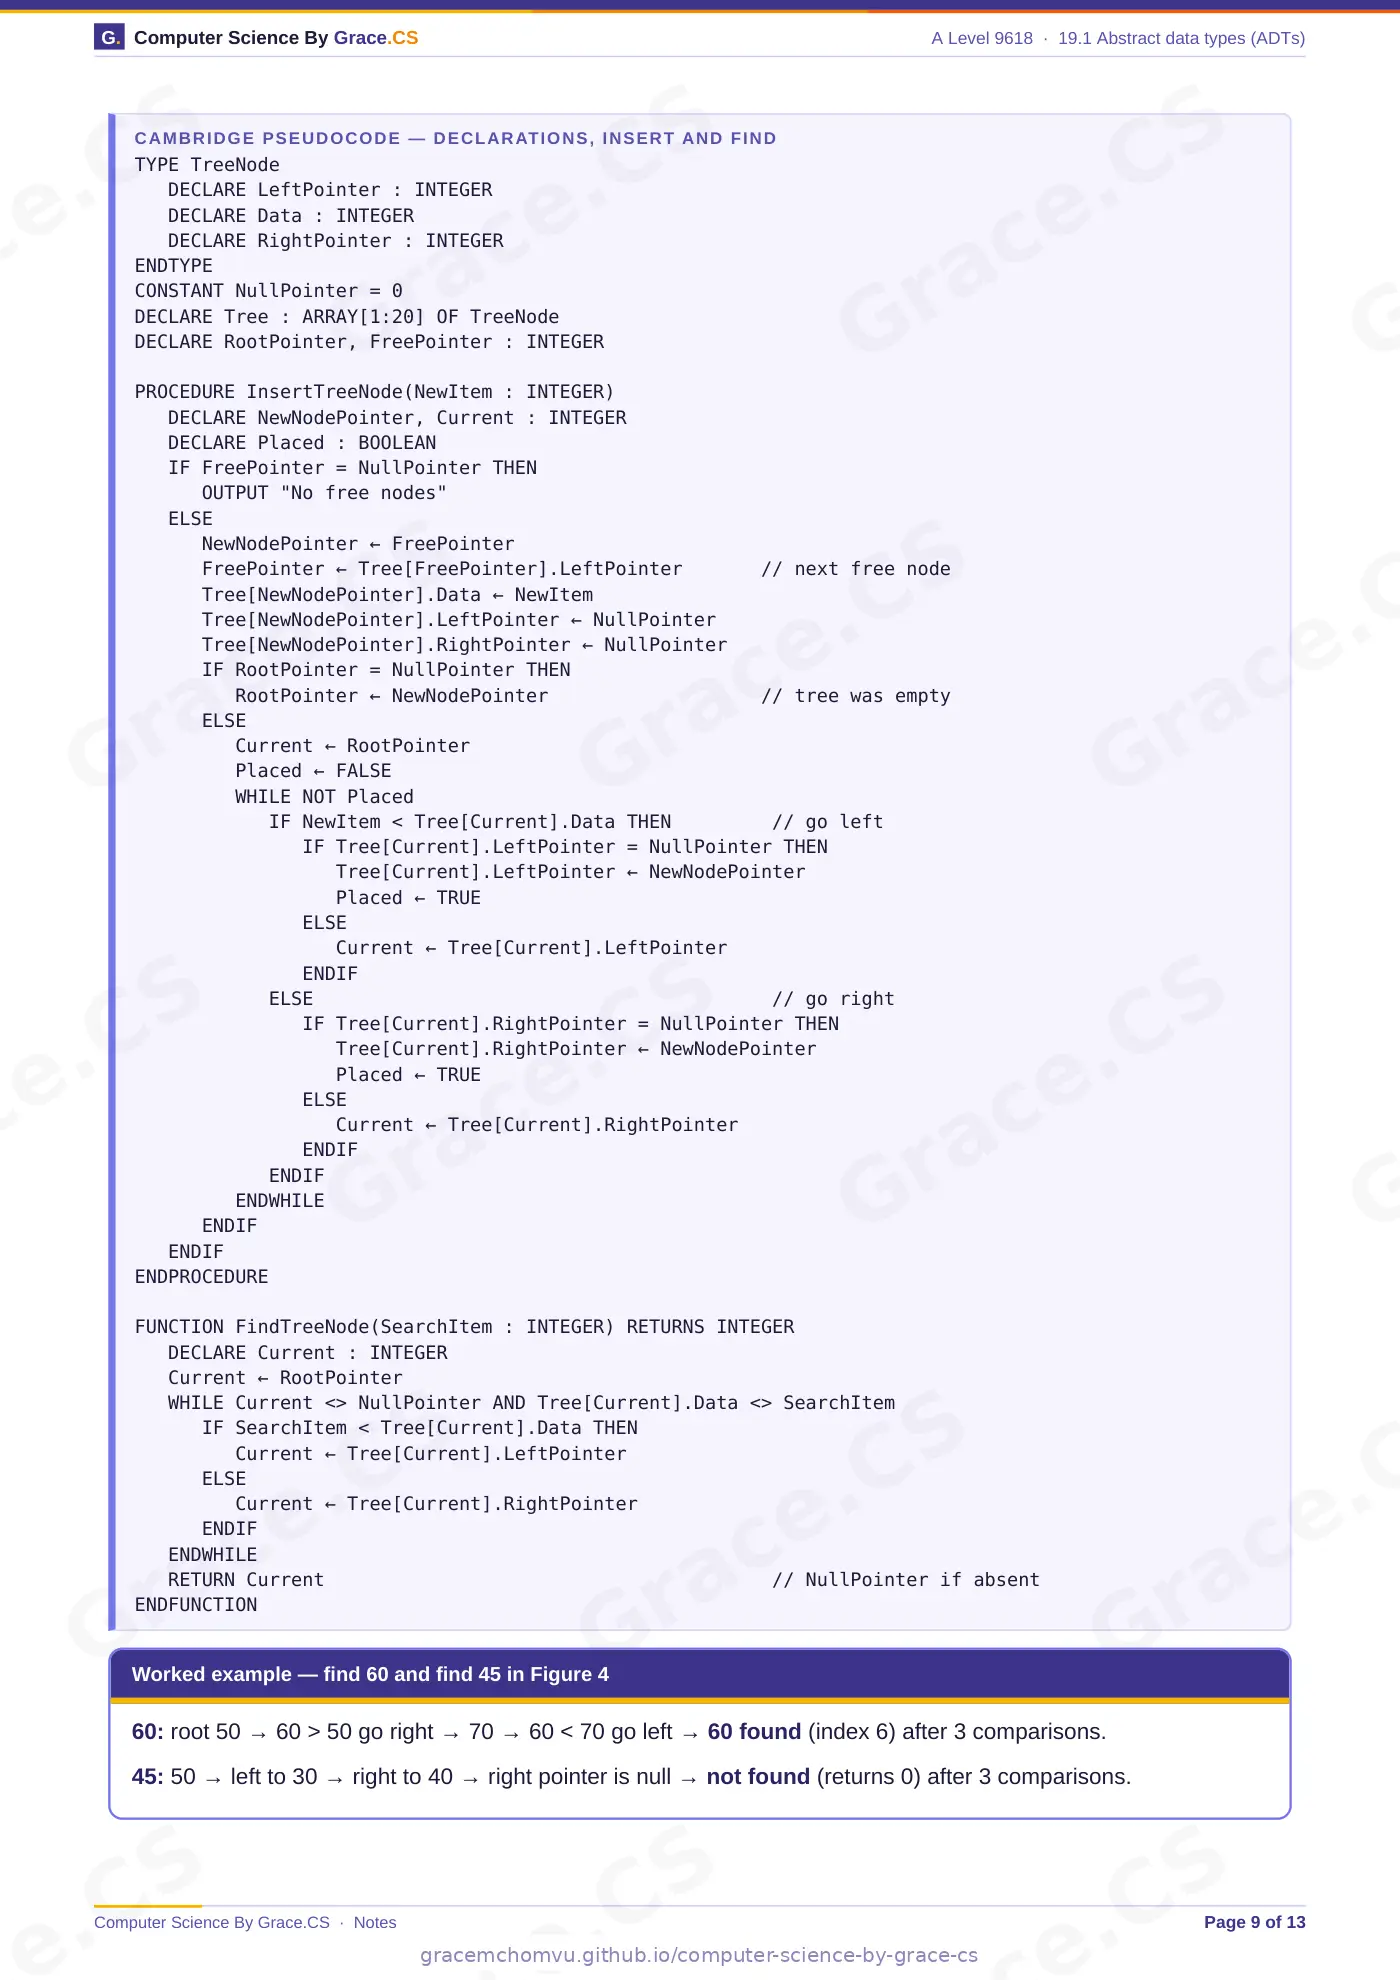 G. Computer Science By Grace.CS
A Level 9618 · 19.1 Abstract data types (ADTs)
CAMBRIDGE PSEUDOCODE — DECLARATIONS, INSERT AND FIND
TYPE TreeNode
   DECLARE LeftPointer : INTEGER
   DECLARE Data : INTEGER
   DECLARE RightPointer : INTEGER
ENDTYPE
CONSTANT NullPointer = 0
DECLARE Tree : ARRAY[1:20] OF TreeNode
DECLARE RootPointer, FreePointer : INTEGER

PROCEDURE InsertTreeNode(NewItem : INTEGER)
   DECLARE NewNodePointer, Current : INTEGER
   DECLARE Placed : BOOLEAN
   IF FreePointer = NullPointer THEN
      OUTPUT "No free nodes"
   ELSE
      NewNodePointer ← FreePointer
      FreePointer ← Tree[FreePointer].LeftPointer       // next free node
      Tree[NewNodePointer].Data ← NewItem
      Tree[NewNodePointer].LeftPointer ← NullPointer
      Tree[NewNodePointer].RightPointer ← NullPointer
      IF RootPointer = NullPointer THEN
         RootPointer ← NewNodePointer                   // tree was empty
      ELSE
         Current ← RootPointer
         Placed ← FALSE
         WHILE NOT Placed
            IF NewItem < Tree[Current].Data THEN         // go left
               IF Tree[Current].LeftPointer = NullPointer THEN
                  Tree[Current].LeftPointer ← NewNodePointer
                  Placed ← TRUE
               ELSE
                  Current ← Tree[Current].LeftPointer
               ENDIF
            ELSE                                         // go right
               IF Tree[Current].RightPointer = NullPointer THEN
                  Tree[Current].RightPointer ← NewNodePointer
                  Placed ← TRUE
               ELSE
                  Current ← Tree[Current].RightPointer
               ENDIF
            ENDIF
         ENDWHILE
      ENDIF
   ENDIF
ENDPROCEDURE

FUNCTION FindTreeNode(SearchItem : INTEGER) RETURNS INTEGER
   DECLARE Current : INTEGER
   Current ← RootPointer
   WHILE Current <> NullPointer AND Tree[Current].Data <> SearchItem
      IF SearchItem < Tree[Current].Data THEN
         Current ← Tree[Current].LeftPointer
      ELSE
         Current ← Tree[Current].RightPointer
      ENDIF
   ENDWHILE
   RETURN Current                                        // NullPointer if absent
ENDFUNCTION
Worked example — find 60 and find 45 in Figure 4
60: root 50 → 60 > 50 go right → 70 → 60 < 70 go left → 60 found (index 6) after 3 comparisons.
45: 50 → left to 30 → right to 40 → right pointer is null → not found (returns 0) after 3 comparisons.
Computer Science By Grace.CS · Notes
Page 9 of 13
gracemchomvu.github.io/computer-science-by-grace-cs